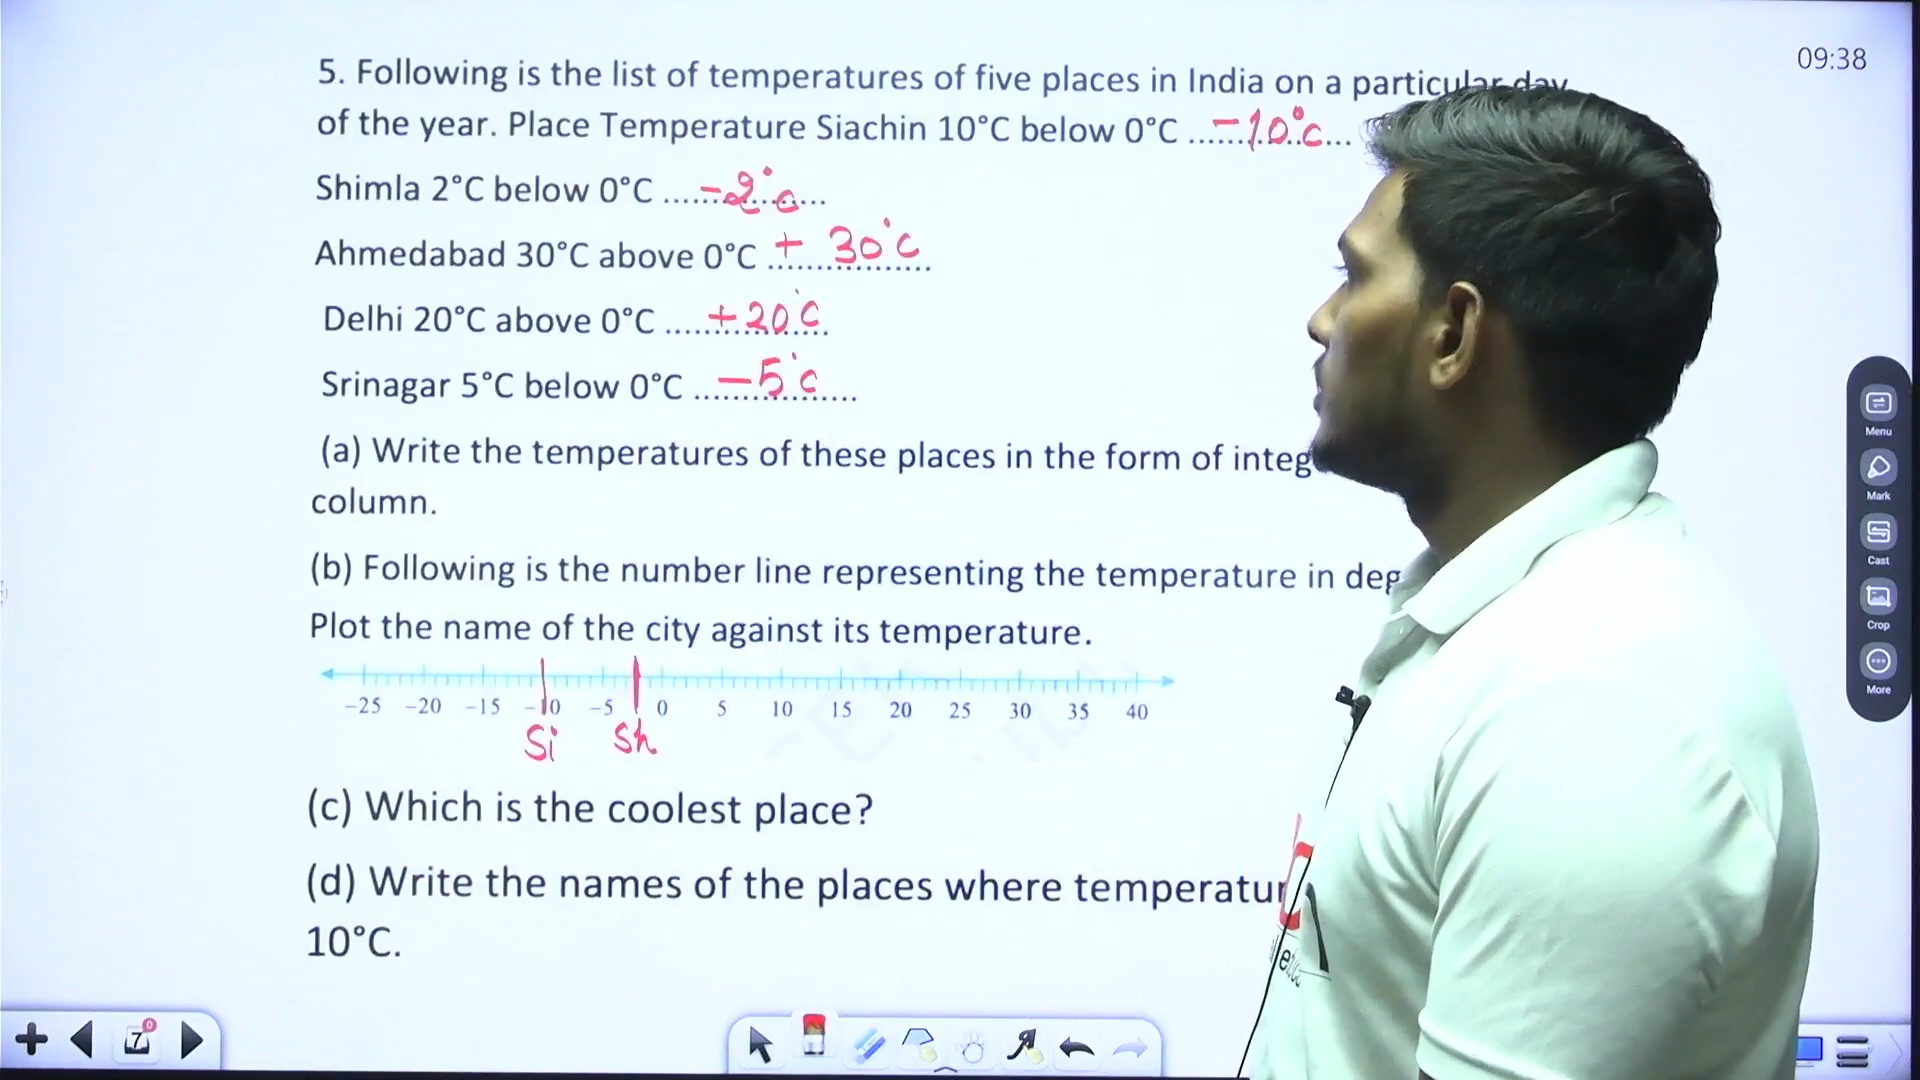 09:38
5. Following is the list of temperatures of five places in India on a particular day
of the year. Place Temperature Siachin 10°C below 0°C ........-10°C...
Shimla 2°C below 0°C ......-2°C...
Ahmedabad 30°C above 0°C + 30°C
Delhi 20°C above 0°C ......+20°C
Srinagar 5°C below 0°C ...-5°C...
(a) Write the temperatures of these places in the form of integ
column.
(b) Following is the number line representing the temperature in deg
Plot the name of the city against its temperature.
−25 −20 −15 −10 −5 0 5 10 15 20 25 30 35 40
Si Sh
(c) Which is the coolest place?
(d) Write the names of the places where temperatur
10°C.
Menu
Mark
Cast
Crop
More
7
0